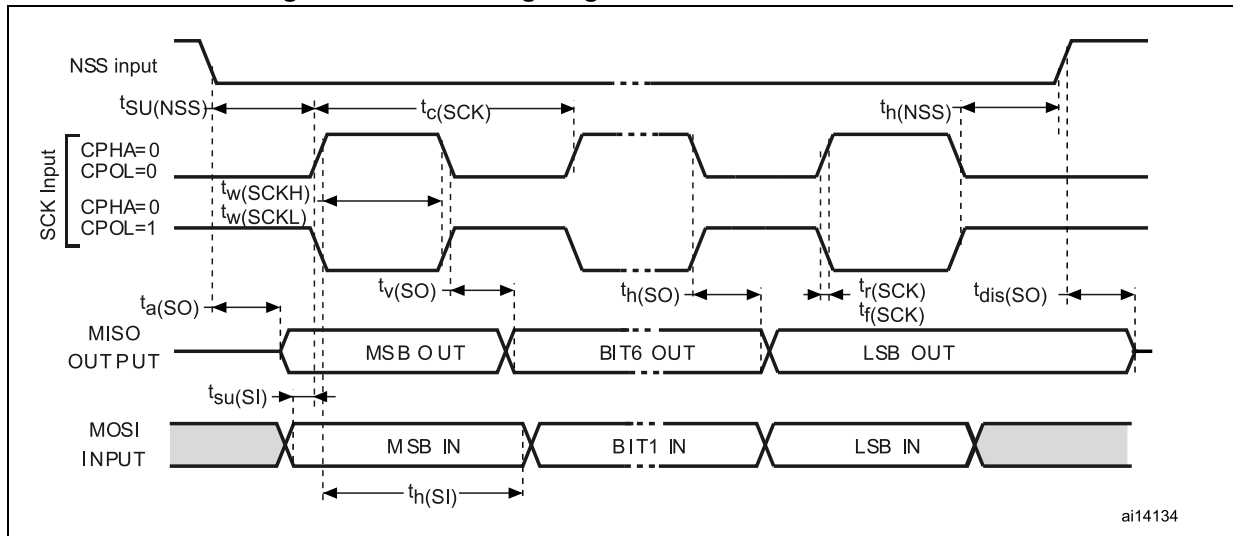 NSS input
tSU(NSS)
tc(SCK)
th(NSS)
SCK Input
CPHA=0
CPOL=0
tw(SCKH)
CPHA=0
tw(SCKL)
CPOL=1
tv(SO)
th(SO)
tr(SCK)
tf(SCK)
tdis(SO)
ta(SO)
MISO
OUTPUT
MSB OUT
BIT6 OUT
LSB OUT
tsu(SI)
MOSI
INPUT
MSB IN
BIT1 IN
LSB IN
th(SI)
ai14134